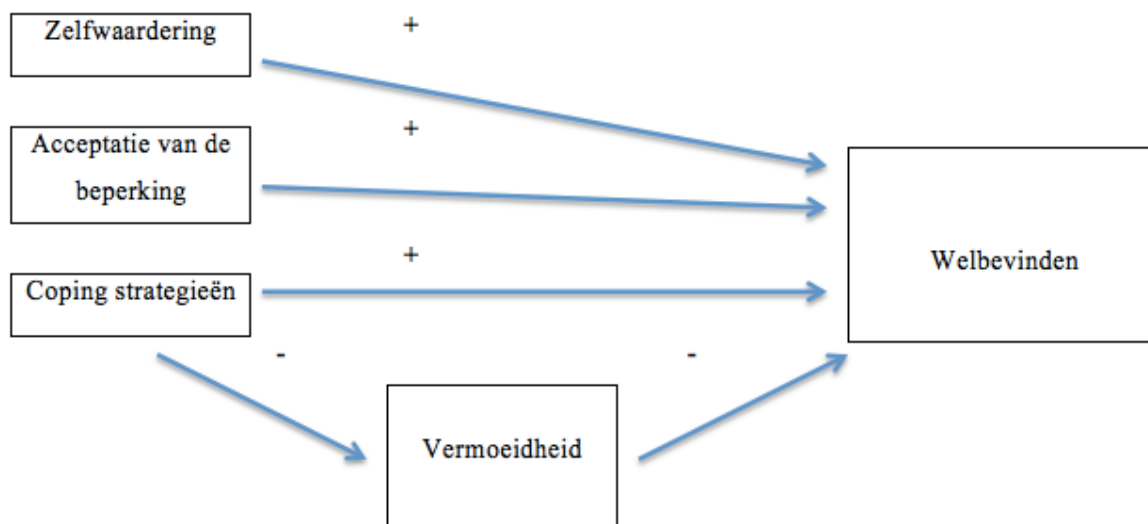 Zelfwaardering
+
Acceptatie van de
beperking
+
Coping strategieën
+
Welbevinden
-
-
Vermoeidheid